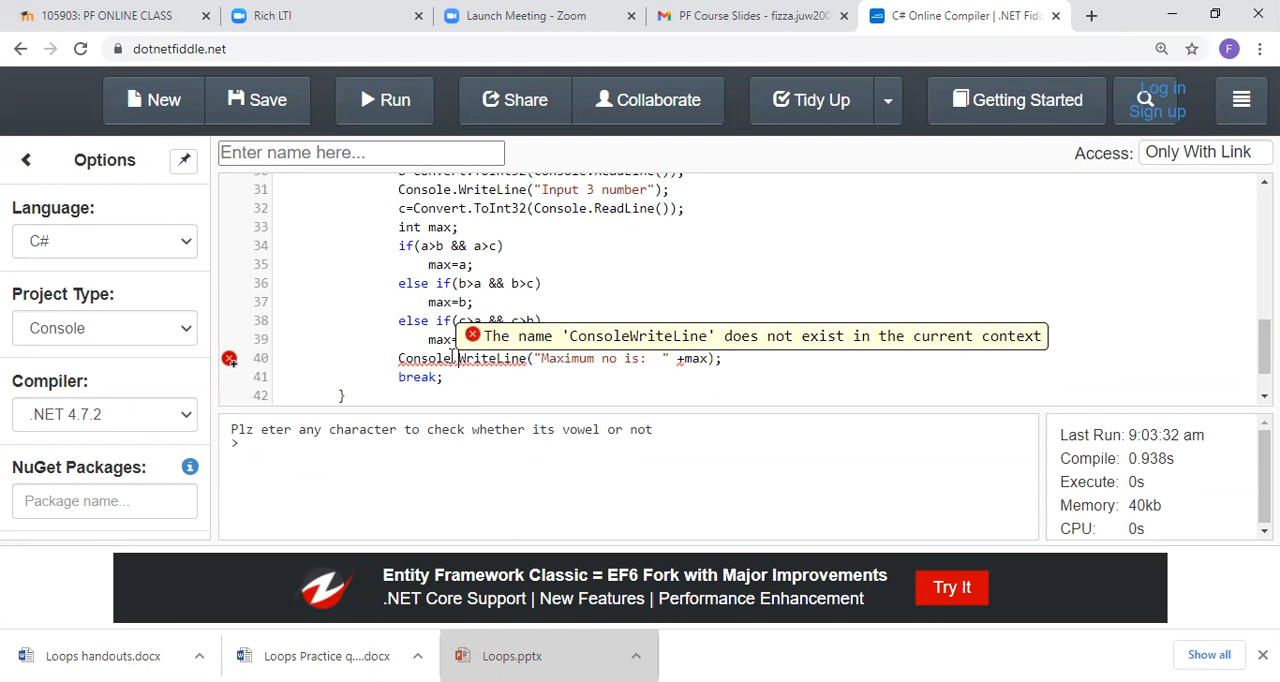 105903: PF ONLINE CLASS
Rich LTI
Launch Meeting - Zoom
PF Course Slides - fizza.juw200
C# Online Compiler | .NET Fidd
dotnetfiddle.net
F
New
Save
Run
Share
Collaborate
Tidy Up
Getting Started
Log in
Sign up
Options
Enter name here...
Access:
Only With Link
Language:
C#
Project Type:
Console
Compiler:
.NET 4.7.2
NuGet Packages:
Package name...
31 Console.WriteLine("Input 3 number");
32 c=Convert.ToInt32(Console.ReadLine());
33 int max;
34 if(a>b && a>c)
35 max=a;
36 else if(b>a && b>c)
37 max=b;
38 else if(c>a && c>b)
The name 'ConsoleWriteLine' does not exist in the current context
39 max=
40 Console.WriteLine("Maximum no is:  " +max);
41 break;
42 }
Plz eter any character to check whether its vowel or not
>
Last Run: 9:03:32 am
Compile: 0.938s
Execute: 0s
Memory: 40kb
CPU: 0s
Entity Framework Classic = EF6 Fork with Major Improvements
.NET Core Support | New Features | Performance Enhancement
Try It
Loops handouts.docx
Loops Practice q....docx
Loops.pptx
Show all